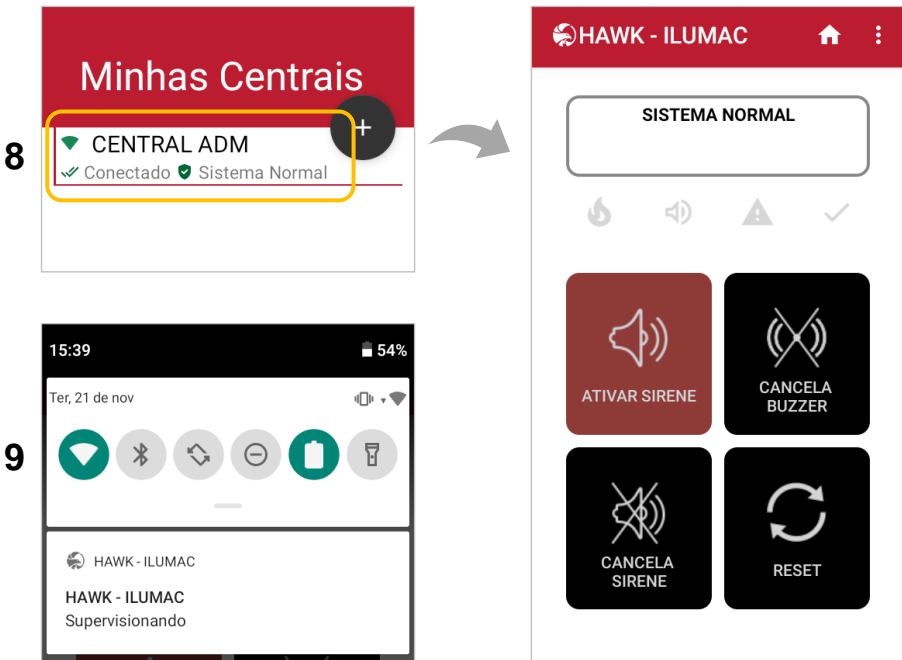 8
Minhas Centrais
+
CENTRAL ADM
Conectado Sistema Normal
HAWK - ILUMAC
SISTEMA NORMAL
ATIVAR SIRENE
CANCELA
BUZZER
CANCELA
SIRENE
RESET
9
15:39
54%
Ter, 21 de nov
HAWK - ILUMAC
HAWK - ILUMAC
Supervisionando